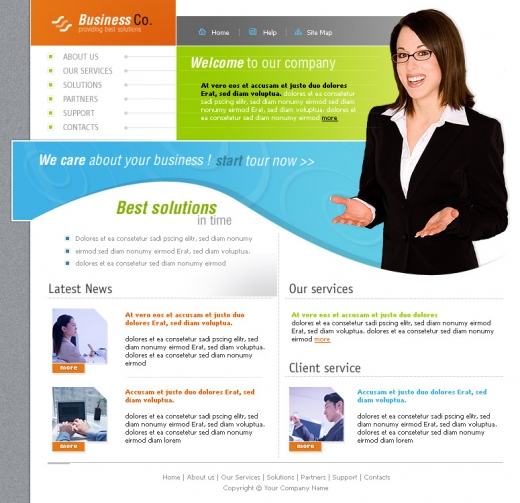 Business Co.
providing best solutions
Home
Help
Site Map
ABOUT US
OUR SERVICES
SOLUTIONS
PARTNERS
SUPPORT
CONTACTS
Welcome to our company
At vero eos et accusam et justo duo dolores
Erat, sed diam voluptua. dolores et ea consetetur
sadi pscing elitr, sed diam nonumy eirmod sed diam
nonumy eirmod Erat, sed diam voluptua. dolores et ea
consetetur sadi pscing elitr, sed diam nonumy
eirmod Erat, sed diam voluptua. more
We care about your business ! start tour now >>
Best solutions
in time
Dolores et ea consetetur sadi pscing elitr, sed diam nonumy
eirmod sed diam nonumy eirmod Erat, sed diam voluptua.
dolores et ea consetetur sadi diam nonumy eirmod
Latest News
At vero eos et accusam et justo duo
dolores Erat, sed diam voluptua.
dolores et ea consetetur sadi pscing elitr, sed
diam nonumy eirmod Erat, sed diam voluptua.
dolores et ea consetetur sadi diam nonumy
eirmod
more
Accusam et justo duo dolores Erat, sed diam
voluptua.
dolores et ea consetetur sadi pscing elitr, sed
diam nonumy eirmod Erat, sed diam voluptua.
dolores et ea consetetur sadi diam nonumy
eirmod diam lorem
more
Our services
At vero eos et accusam et justo duo dolores
dolores et ea consetetur sadi pscing elitr, sed diam nonumy
eirmod Erat, sed diam voluptua. dolores et ea consetetur sadi
diam nonumy eirmod more
Client service
Accusam et justo duo dolores Erat, sed diam
voluptua.
dolores et ea consetetur sadi pscing elitr, sed
diam nonumy eirmod Erat, sed diam voluptua.
dolores et ea consetetur sadi diam nonumy
eirmod diam lorem
more
Home | About us | Our Services | Solutions | Partners | Support | Contacts
Copyright © Your Company Name